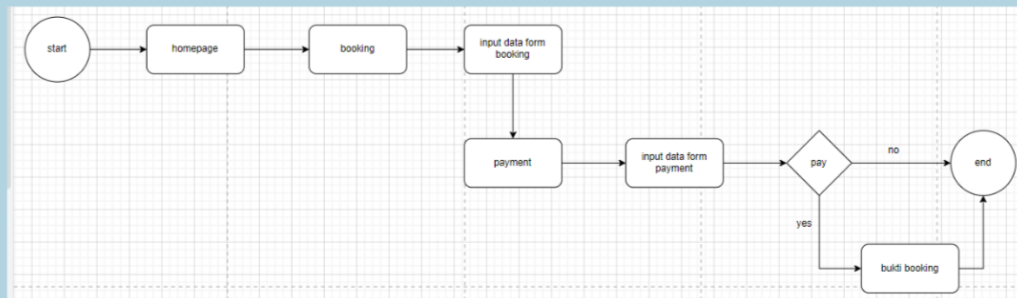 start
homepage
booking
input data form
booking
payment
input data form
payment
pay
no
end
yes
bukti booking